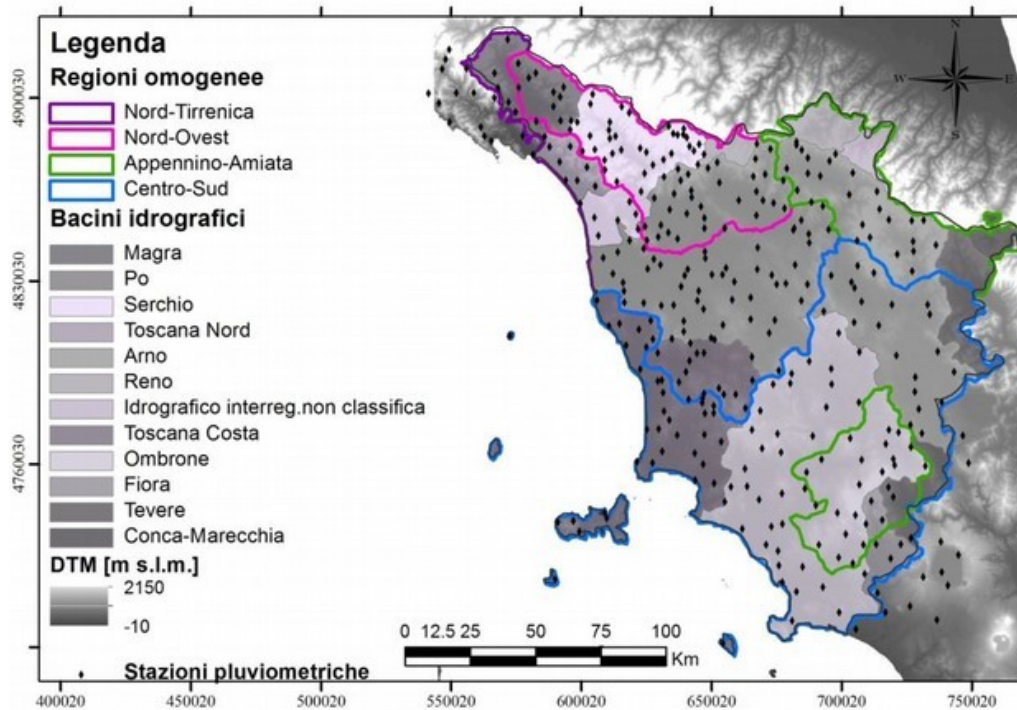 Legenda
Regioni omogenee
Nord-Tirrenica
Nord-Ovest
Appennino-Amiata
Centro-Sud
Bacini idrografici
Magra
Po
Serchio
Toscana Nord
Arno
Reno
Idrografico interreg.non classifica
Toscana Costa
Ombrone
Fiora
Tevere
Conca-Marecchia
DTM [m s.l.m.]
2150
-10
Stazioni pluviometriche
N
W
E
S
0 12.5 25 50 75 100
Km
4900030
4830030
4760030
400020 450020 500020 550020 600020 650020 700020 750020